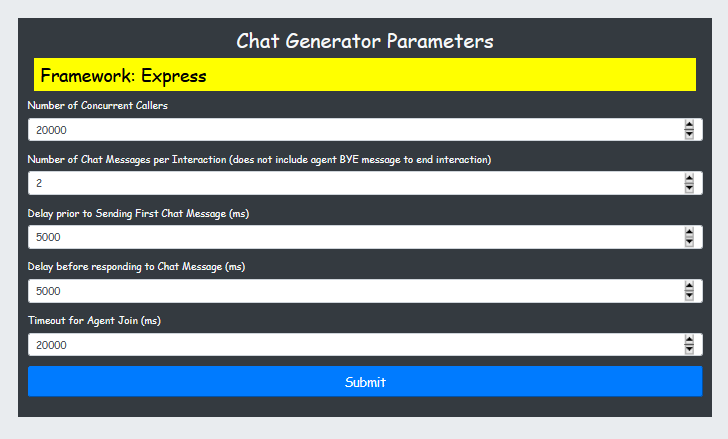 Chat Generator Parameters
Framework: Express
Number of Concurrent Callers
20000
Number of Chat Messages per Interaction (does not include agent BYE message to end interaction)
2
Delay prior to Sending First Chat Message (ms)
5000
Delay before responding to Chat Message (ms)
5000
Timeout for Agent Join (ms)
20000
Submit